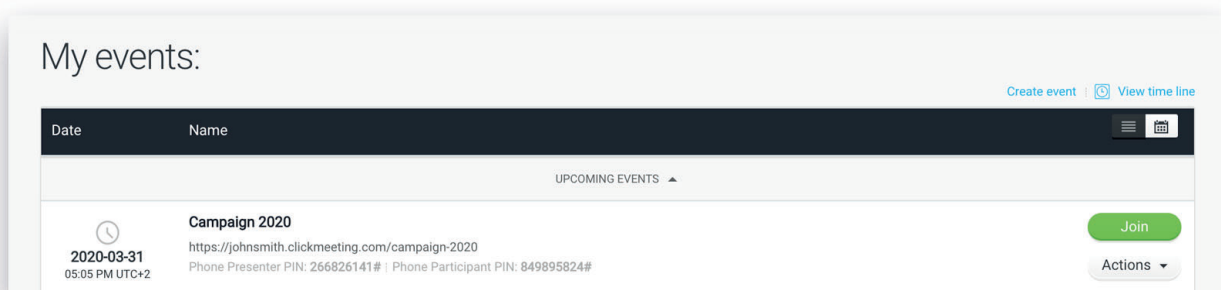 My events:
Create event | View time line
Date Name
UPCOMING EVENTS
Campaign 2020 Join
https://johnsmith.clickmeeting.com/campaign-2020
2020-03-31
Phone Presenter PIN: 266826141# | Phone Participant PIN: 849895824# Actions
05:05 PM UTC+2